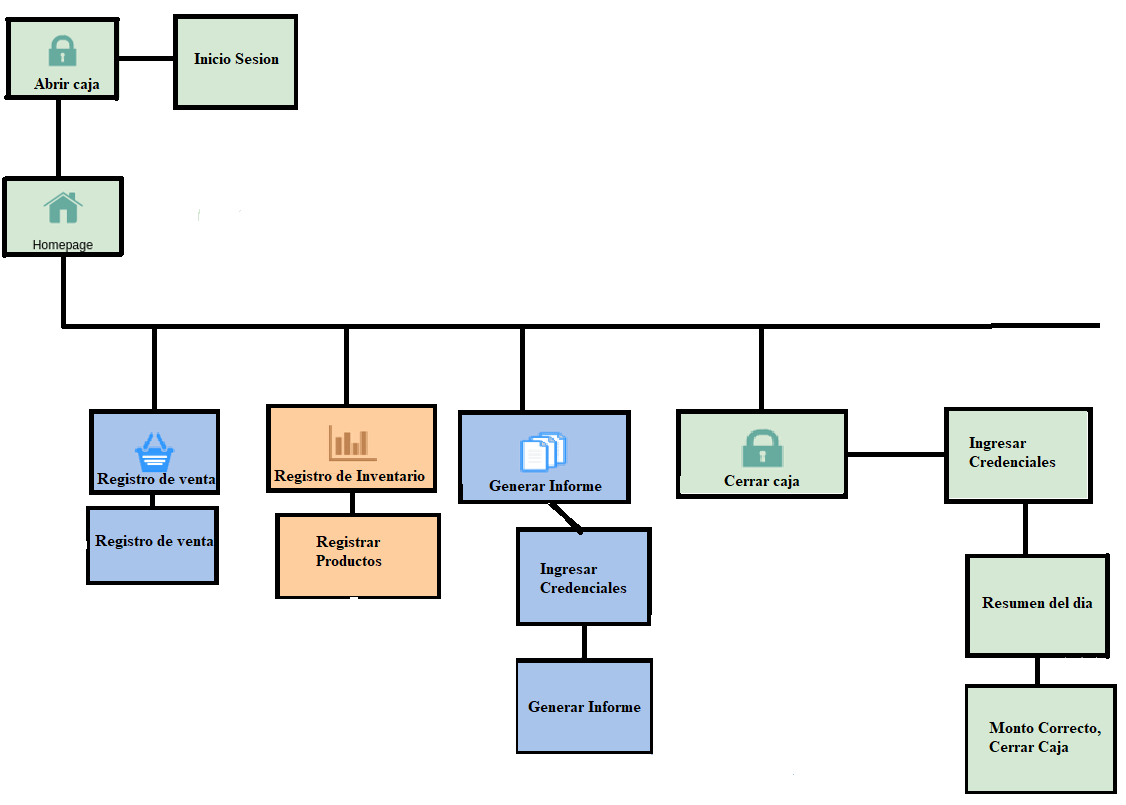 Abrir caja
Inicio Sesion
Homepage
Registro de venta
Registro de Inventario
Generar Informe
Cerrar caja
Ingresar
Credenciales
Registro de venta
Registrar
Productos
Ingresar
Credenciales
Resumen del dia
Generar Informe
Monto Correcto,
Cerrar Caja